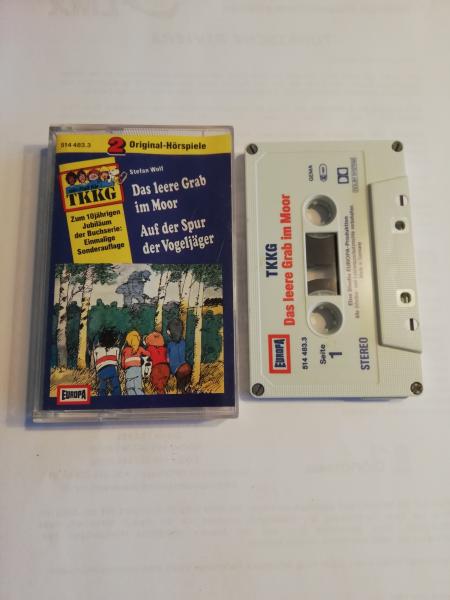 514 483.3
2 Original-Hörspiele
TKKG
Stefan Wolf
Das leere Grab
im Moor
Auf der Spur
der Vogeljäger
Zum 10jährigen
Jubiläum
der Buchserie:
Einmalige
Sonderauflage
EUROPA
GEMA
TKKG
Das leere Grab im Moor
EUROPA
514 483.3
Seite
1
STEREO